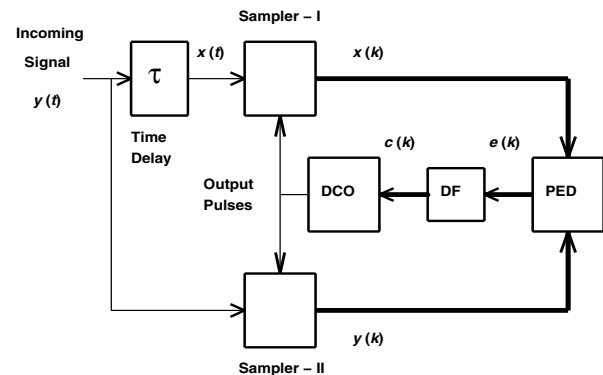 Sampler – I
Incoming
Signal
y(t)
τ
x(t)
x(k)
Time
Delay
c(k)
e(k)
Output
Pulses
DCO
DF
PED
y(k)
Sampler – II